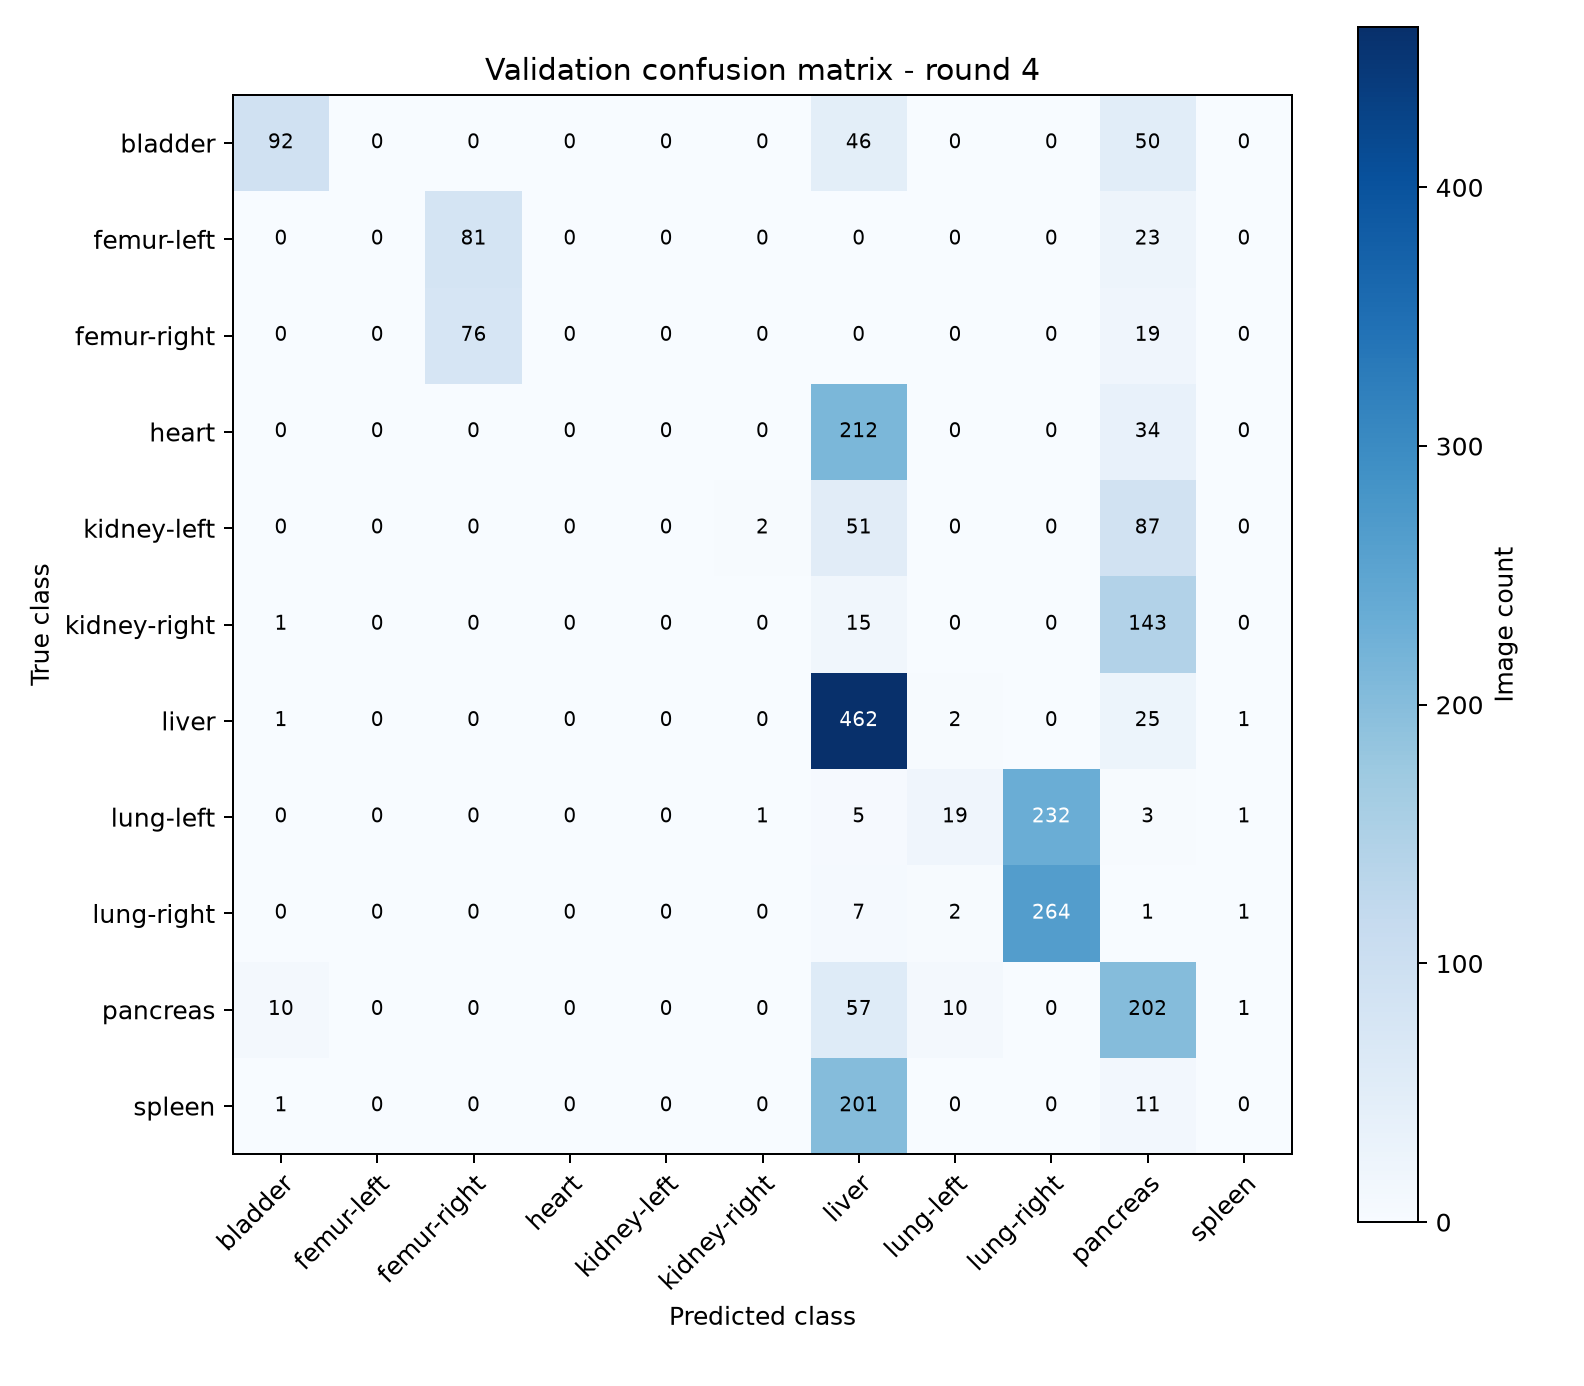 Validation confusion matrix - round 4
bladder 92 0 0 0 0 0 46 0 0 50 0
femur-left 0 0 81 0 0 0 0 0 0 23 0
femur-right 0 0 76 0 0 0 0 0 0 19 0
heart 0 0 0 0 0 0 212 0 0 34 0
kidney-left 0 0 0 0 0 2 51 0 0 87 0
kidney-right 1 0 0 0 0 0 15 0 0 143 0
liver 1 0 0 0 0 0 462 2 0 25 1
lung-left 0 0 0 0 0 1 5 19 232 3 1
lung-right 0 0 0 0 0 0 7 2 264 1 1
pancreas 10 0 0 0 0 0 57 10 0 202 1
spleen 1 0 0 0 0 0 201 0 0 11 0
True class
bladder femur-left femur-right heart kidney-left kidney-right liver lung-left lung-right pancreas spleen
Predicted class
400
300
200
100
0
Image count